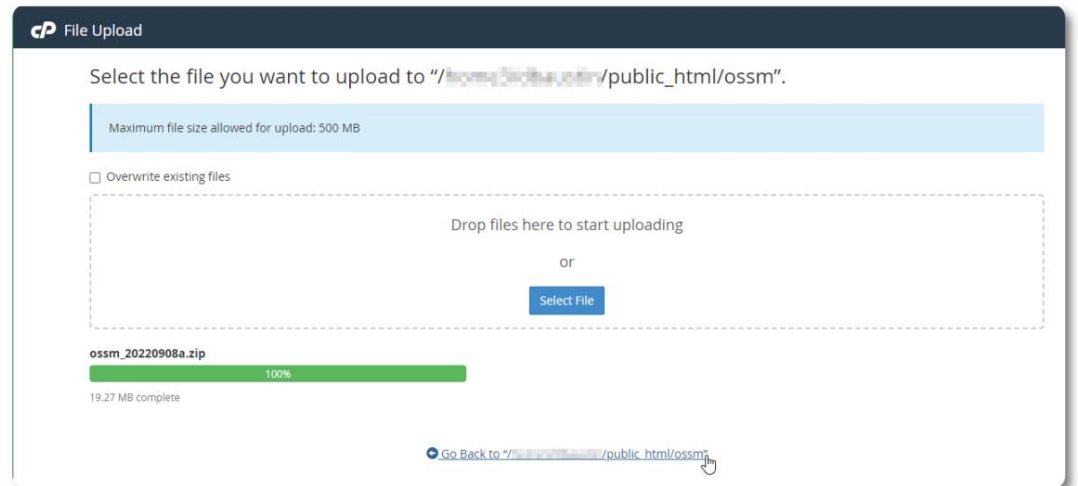 cP File Upload
Select the file you want to upload to “/ /public_html/ossm”.
Maximum file size allowed for upload: 500 MB
Overwrite existing files
Drop files here to start uploading
or
Select File
ossm_20220908a.zip
100%
19.27 MB complete
Go Back to “/ /public_html/ossm”